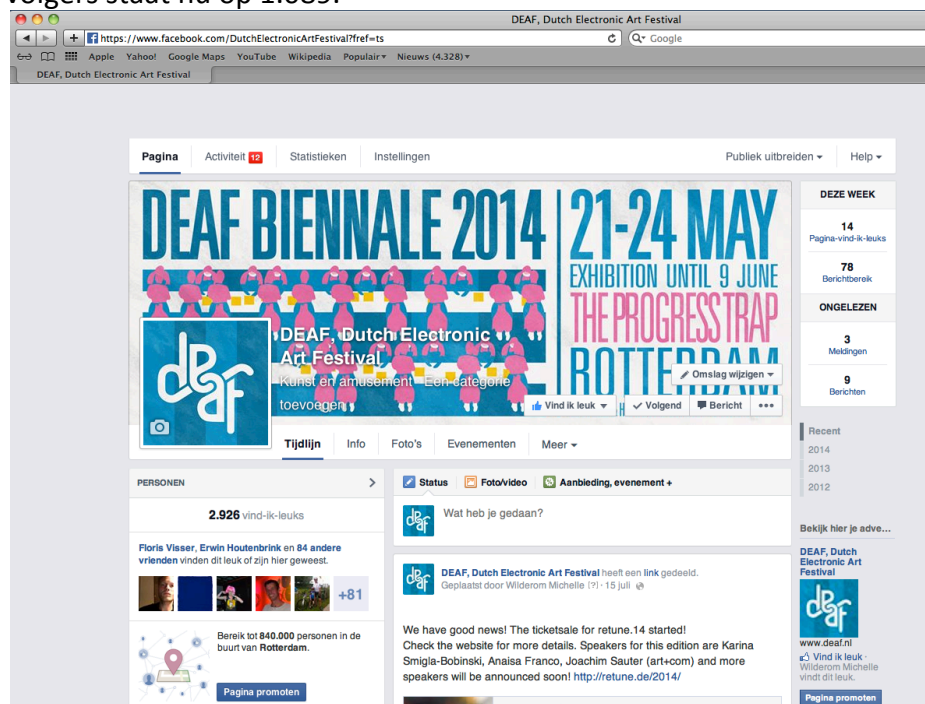 volgers staat nu op 1.689.
DEAF, Dutch Electronic Art Festival
https://www.facebook.com/DutchElectronicArtFestival?fref=ts
Google
Apple Yahoo! Google Maps YouTube Wikipedia Populair Nieuws (4.328)
DEAF, Dutch Electronic Art Festival
Pagina Activiteit 12 Statistieken Instellingen Publiek uitbreiden Help
DEAF BIENNALE 2014
21-24 MAY
EXHIBITION UNTIL 9 JUNE
THE PROGRESS TRAP
ROTTERDAM
deaf
DEAF, Dutch Electronic
Art Festival
Kunst en amusement · Een categorie
toevoegen
Omslag wijzigen
Vind ik leuk Volgend Bericht •••
Tijdlijn Info Foto's Evenementen Meer
DEZE WEEK
14
Pagina-vind-ik-leuks
78
Berichtbereik
ONGELEZEN
3
Meldingen
9
Berichten
Recent
2014
2013
2012
PERSONEN
2.926 vind-ik-leuks
Floris Visser, Erwin Houtenbrink en 84 andere
vrienden vinden dit leuk of zijn hier geweest.
+81
Bereik tot 840.000 personen in de
buurt van Rotterdam.
Pagina promoten
Status Foto/video Aanbieding, evenement +
deaf
Wat heb je gedaan?
deaf
DEAF, Dutch Electronic Art Festival heeft een link gedeeld.
Geplaatst door Wilderom Michelle [?] · 15 juli
We have good news! The ticketsale for retune.14 started!
Check the website for more details. Speakers for this edition are Karina
Smigla-Bobinski, Anaisa Franco, Joachim Sauter (art+com) and more
speakers will be announced soon! http://retune.de/2014/
Bekijk hier je adve...
DEAF, Dutch
Electronic Art
Festival
deaf
www.deaf.nl
Vind ik leuk ·
Wilderom Michelle
vindt dit leuk.
Pagina promoten